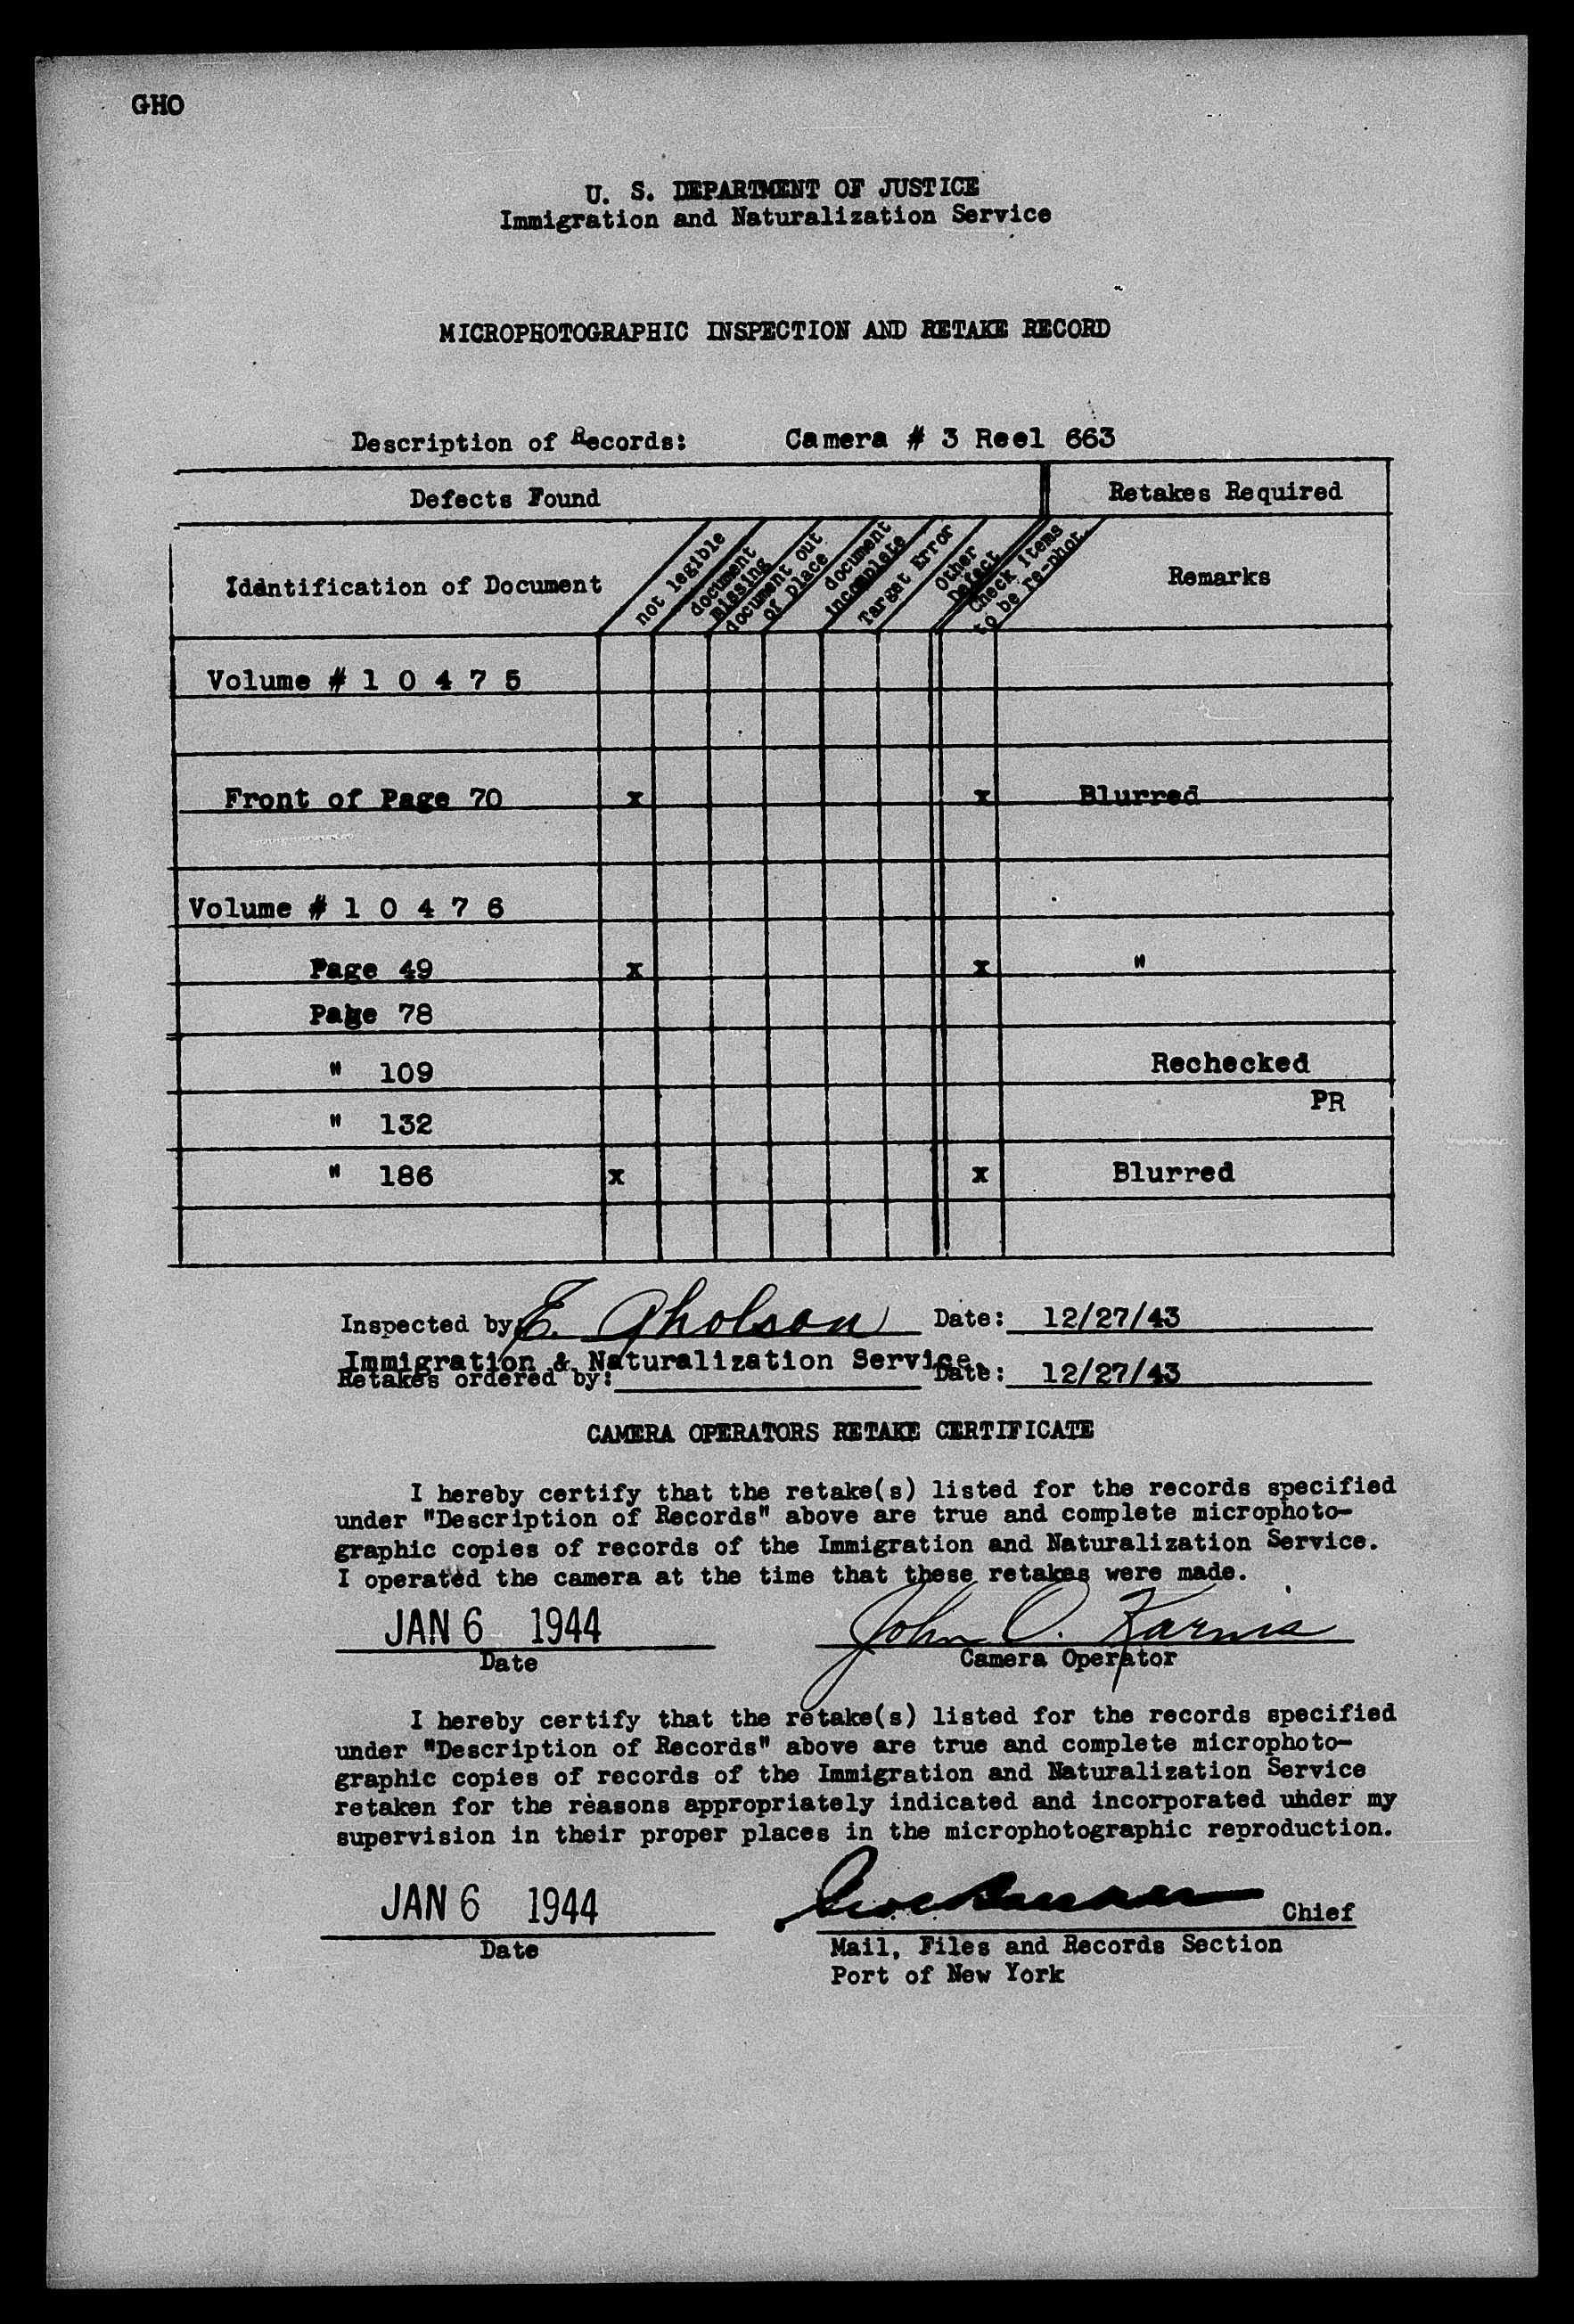 GHO
U. S. DEPARTMENT OF JUSTICE
Immigration and Naturalization Service
MICROPHOTOGRAPHIC INSPECTION AND RETAKE RECORD
Description of Records: Camera # 3 Reel 663
Defects Found Retakes Required
Identification of Document
not legible
document missing
document out of place
document incomplete
Target Error
Other Defect
Check items to be re-phot.
Remarks
Volume # 1 0 4 7 5
Front of Page 70 x x Blurred
Volume # 1 0 4 7 6
Page 49 x x "
Page 78
" 109 Rechecked
PR
" 132
" 186 x x Blurred
Inspected by: E. Gholson Date: 12/27/43
Immigration & Naturalization Service.
Retakes ordered by: Date: 12/27/43
CAMERA OPERATORS RETAKE CERTIFICATE
I hereby certify that the retake(s) listed for the records specified
under "Description of Records" above are true and complete microphoto-
graphic copies of records of the Immigration and Naturalization Service.
I operated the camera at the time that these retakes were made.
JAN 6 1944 John O. Karnis
Date Camera Operator
I hereby certify that the retake(s) listed for the records specified
under "Description of Records" above are true and complete microphoto-
graphic copies of records of the Immigration and Naturalization Service
retaken for the reasons appropriately indicated and incorporated under my
supervision in their proper places in the microphotographic reproduction.
JAN 6 1944 Chief
Date Mail, Files and Records Section
Port of New York